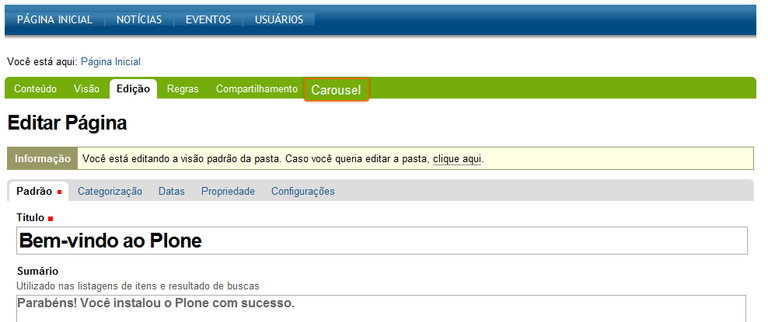 PÁGINA INICIAL NOTÍCIAS EVENTOS USUÁRIOS
Você está aqui: Página Inicial
Conteúdo Visão Edição Regras Compartilhamento Carousel
Editar Página
Informação Você está editando a visão padrão da pasta. Caso você queria editar a pasta, clique aqui.
Padrão Categorização Datas Propriedade Configurações
Título
Bem-vindo ao Plone
Sumário
Utilizado nas listagens de itens e resultado de buscas
Parabéns! Você instalou o Plone com sucesso.